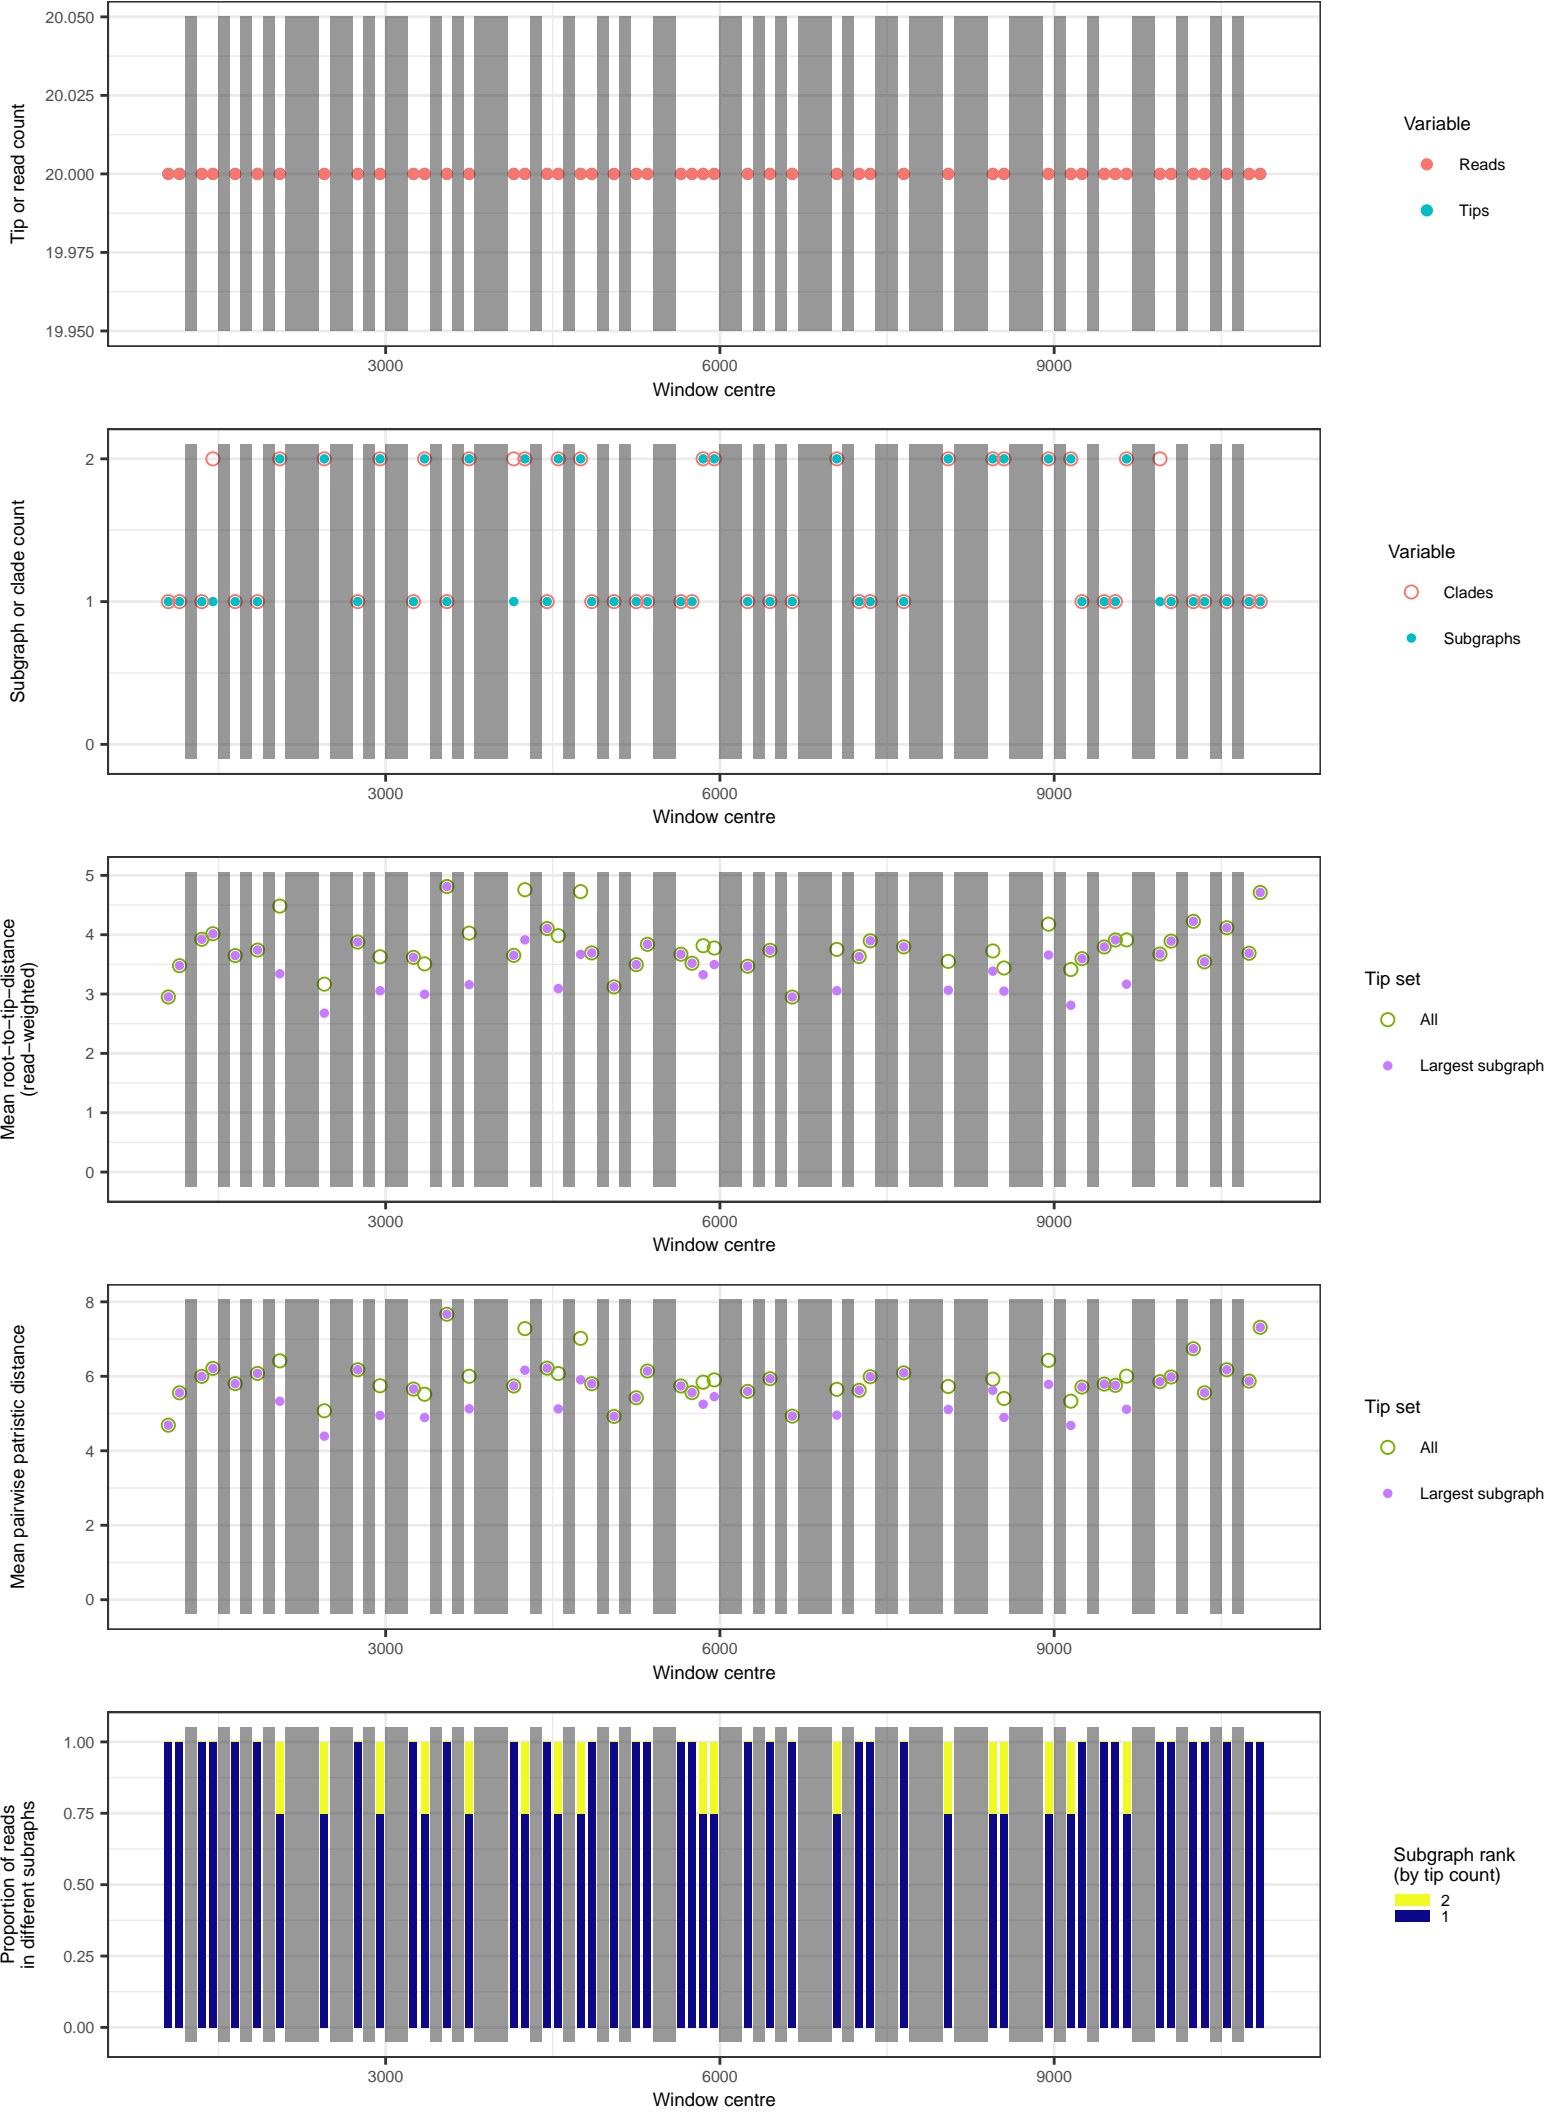 20.050
20.025
20.000
19.975
19.950
Tip or read count
3000 6000 9000
Window centre
Variable
Reads
Tips
2
1
0
Subgraph or clade count
3000 6000 9000
Window centre
Variable
Clades
Subgraphs
5
4
3
2
1
0
Mean root−to−tip−distance
(read−weighted)
3000 6000 9000
Window centre
Tip set
All
Largest subgraph
8
6
4
2
0
Mean pairwise patristic distance
3000 6000 9000
Window centre
Tip set
All
Largest subgraph
1.00
0.75
0.50
0.25
0.00
Proportion of reads
in different subraphs
3000 6000 9000
Window centre
Subgraph rank
(by tip count)
2
1